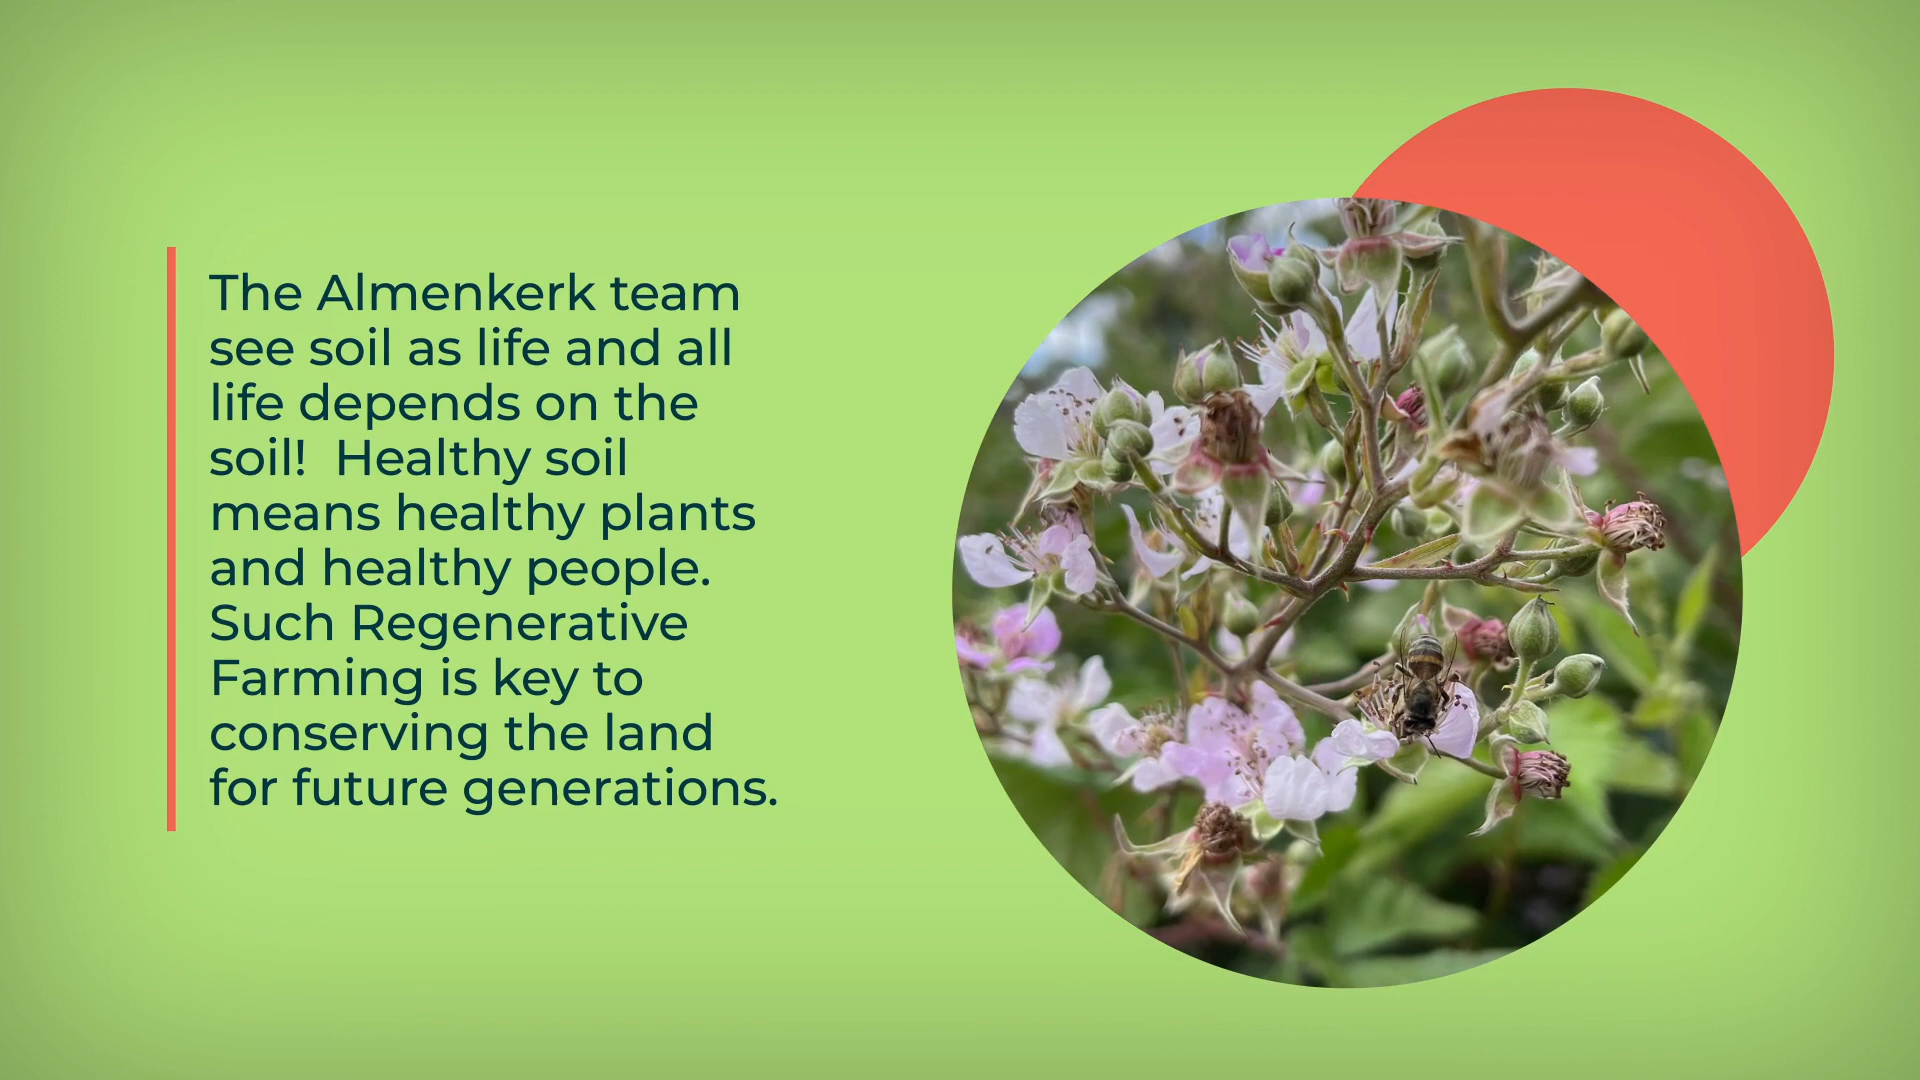 The Almenkerk team
see soil as life and all
life depends on the
soil!  Healthy soil
means healthy plants
and healthy people.
Such Regenerative
Farming is key to
conserving the land
for future generations.